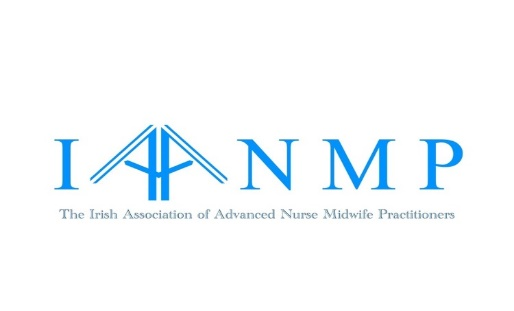 IAANMP
The Irish Association of Advanced Nurse Midwife Practitioners